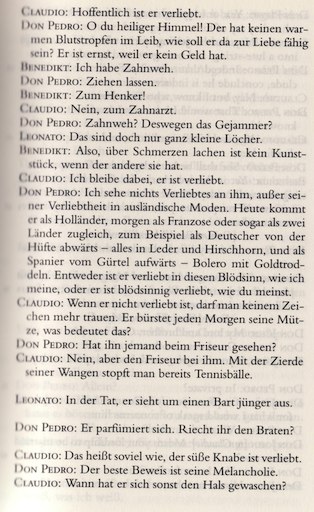 CLAUDIO: Hoffentlich ist er verliebt.
DON PEDRO: O du heiliger Himmel! Der hat keinen war-
men Blutstropfen im Leib, wie soll er da zur Liebe fähig
sein? Er ist ernst, weil er kein Geld hat.
BENEDIKT: Ich habe Zahnweh.
DON PEDRO: Ziehen lassen.
BENEDIKT: Zum Henker!
CLAUDIO: Nein, zum Zahnarzt.
DON PEDRO: Zahnweh? Deswegen das Gejammer?
LEONATO: Das sind doch nur ganz kleine Löcher.
BENEDIKT: Also, über Schmerzen lachen ist kein Kunst-
stück, wenn der andere sie hat.
CLAUDIO: Ich bleibe dabei, er ist verliebt.
DON PEDRO: Ich sehe nichts Verliebtes an ihm, außer sei-
ner Verliebtheit in ausländische Moden. Heute kommt
er als Holländer, morgen als Franzose oder sogar als zwei
Länder zugleich, zum Beispiel als Deutscher von der
Hüfte abwärts – alles in Leder und Hirschhorn, und als
Spanier vom Gürtel aufwärts – Bolero mit Goldtrod-
deln. Entweder ist er verliebt in diesen Blödsinn, wie ich
meine, oder er ist blödsinnig verliebt, wie du meinst.
CLAUDIO: Wenn er nicht verliebt ist, darf man keinem Zei-
chen mehr trauen. Er bürstet jeden Morgen seine Müt-
ze, was bedeutet das?
DON PEDRO: Hat ihn jemand beim Friseur gesehen?
CLAUDIO: Nein, aber den Friseur bei ihm. Mit der Zierde
seiner Wangen stopft man bereits Tennisbälle.
LEONATO: In der Tat, er sieht um einen Bart jünger aus.
DON PEDRO: Er parfümiert sich. Riecht ihr den Braten?
CLAUDIO: Das heißt soviel wie, der süße Knabe ist verliebt.
DON PEDRO: Der beste Beweis ist seine Melancholie.
CLAUDIO: Wann hat er sich sonst den Hals gewaschen?